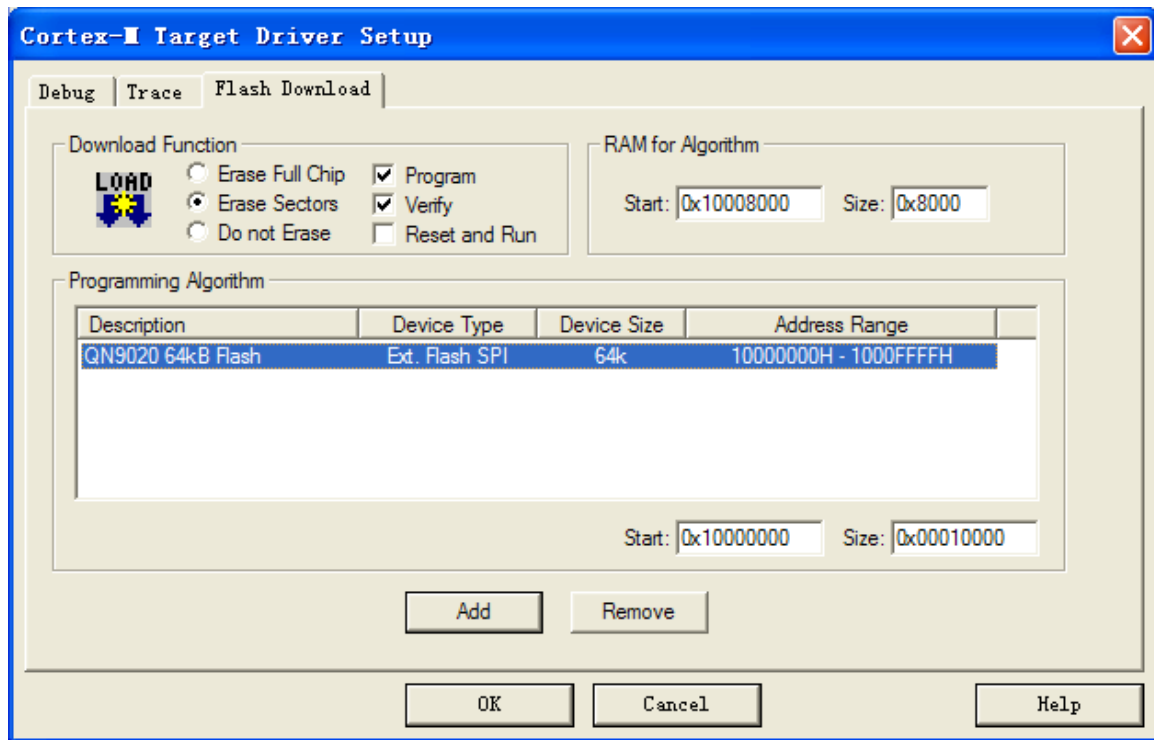 Cortex-M Target Driver Setup
Debug Trace Flash Download
Download Function
LOAD
Erase Full Chip
Erase Sectors
Do not Erase
Program
Verify
Reset and Run
RAM for Algorithm
Start: 0x10008000 Size: 0x8000
Programming Algorithm
Description Device Type Device Size Address Range
QN9020 64kB Flash Ext. Flash SPI 64k 10000000H - 1000FFFFH
Start: 0x10000000 Size: 0x00010000
Add Remove
OK Cancel Help